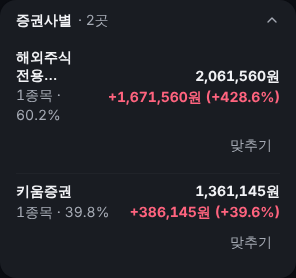 증권사별 · 2곳
해외주식
전용...
2,061,560원
1종목 ·
60.2%
+1,671,560원 (+428.6%)
맞추기
키움증권
1,361,145원
1종목 · 39.8%
+386,145원 (+39.6%)
맞추기